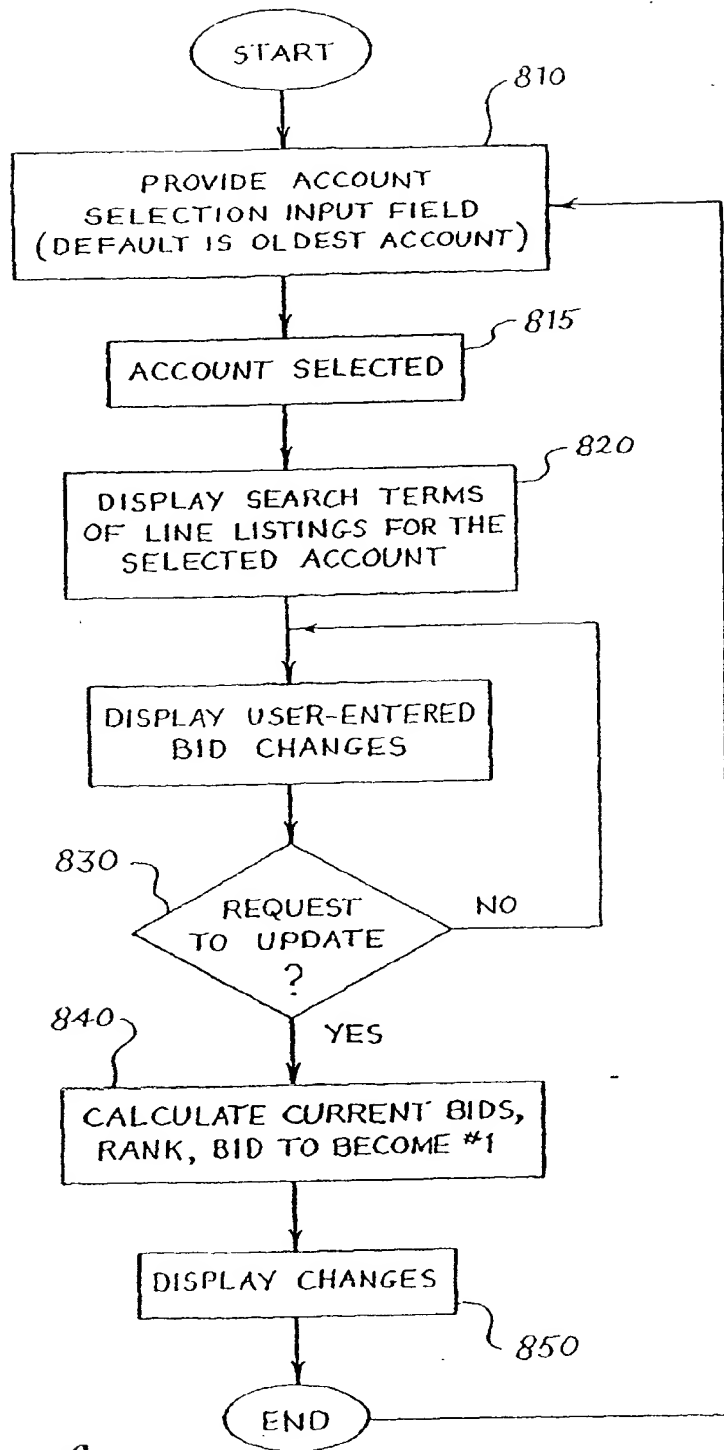 START
810
PROVIDE ACCOUNT
SELECTION INPUT FIELD
(DEFAULT IS OLDEST ACCOUNT)
815
ACCOUNT SELECTED
820
DISPLAY SEARCH TERMS
OF LINE LISTINGS FOR THE
SELECTED ACCOUNT
DISPLAY USER-ENTERED
BID CHANGES
830
REQUEST
TO UPDATE
?
NO
YES
840
CALCULATE CURRENT BIDS,
RANK, BID TO BECOME #1
DISPLAY CHANGES
850
END